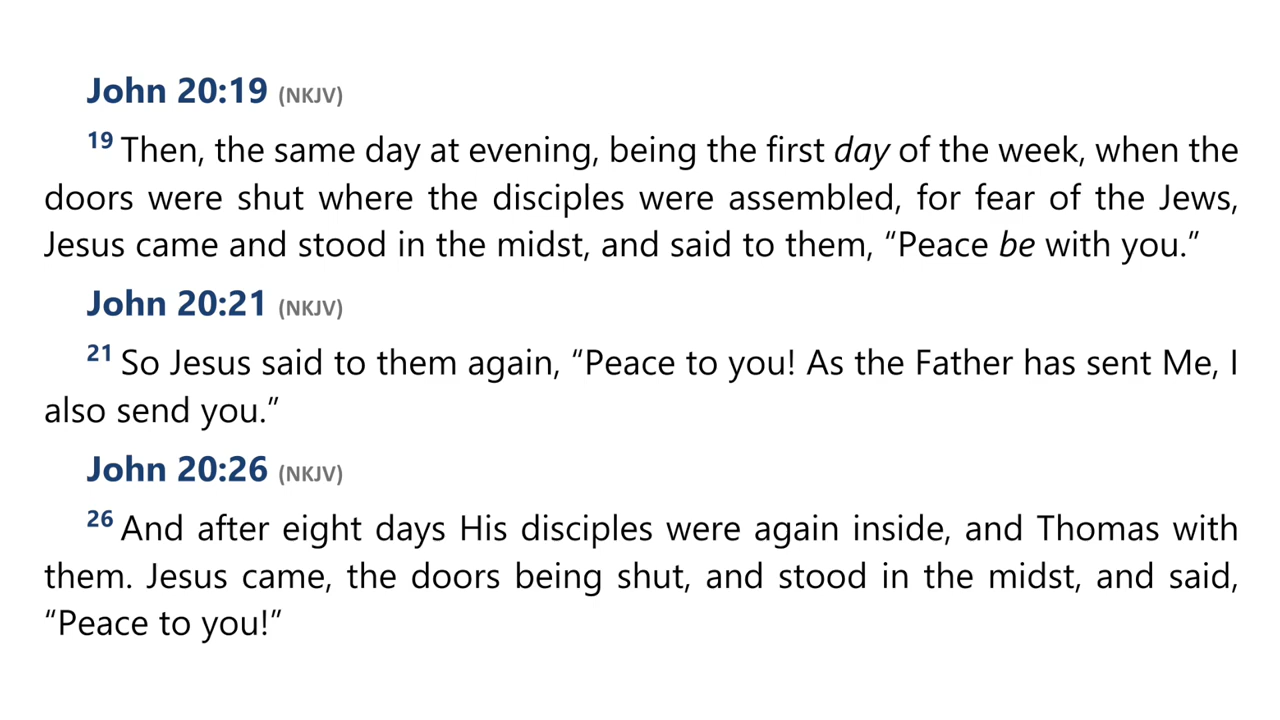 John 20:19 (NKJV)
19 Then, the same day at evening, being the first day of the week, when the
doors were shut where the disciples were assembled, for fear of the Jews,
Jesus came and stood in the midst, and said to them, “Peace be with you.”
John 20:21 (NKJV)
21 So Jesus said to them again, “Peace to you! As the Father has sent Me, I
also send you.”
John 20:26 (NKJV)
26 And after eight days His disciples were again inside, and Thomas with
them. Jesus came, the doors being shut, and stood in the midst, and said,
“Peace to you!”